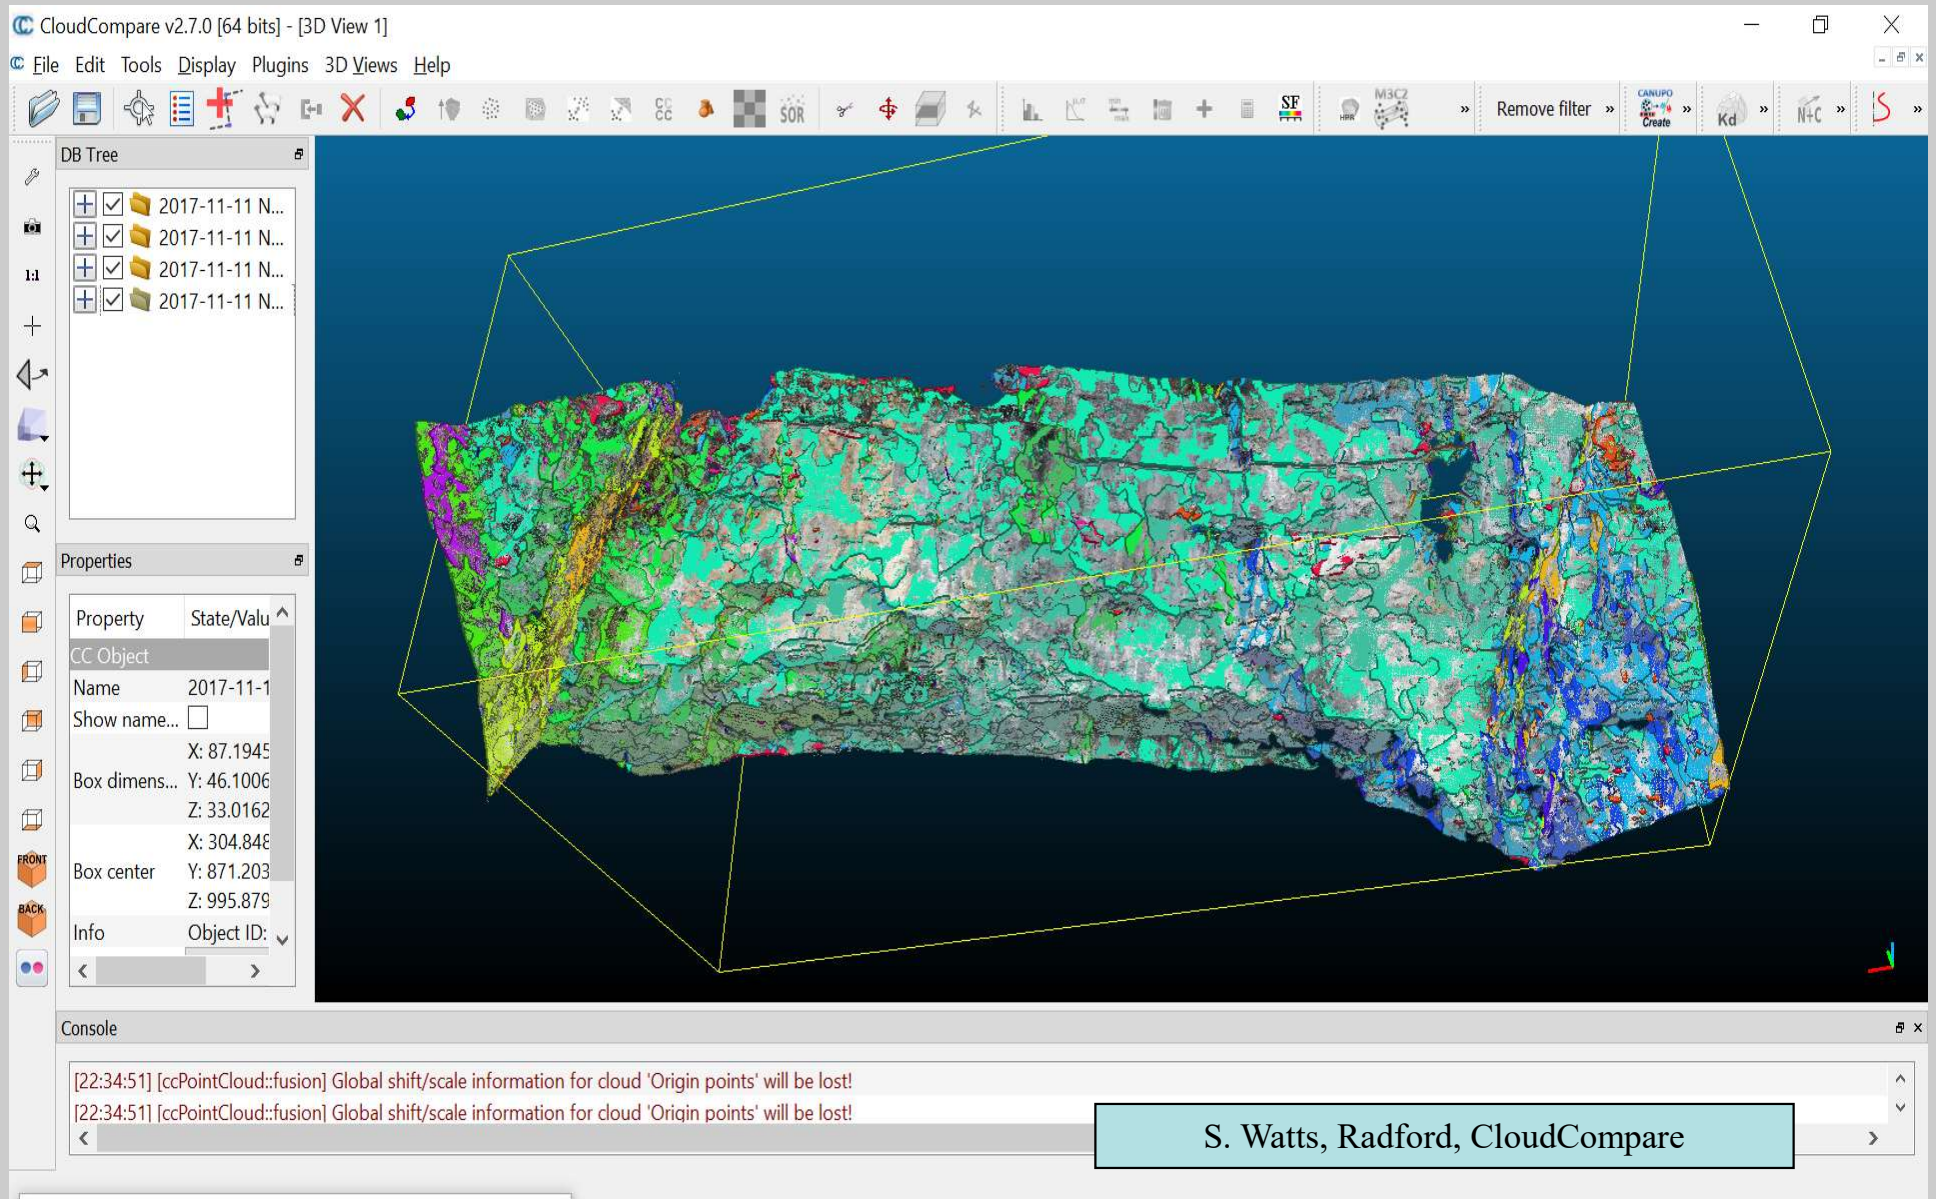 CloudCompare v2.7.0 [64 bits] - [3D View 1]
File Edit Tools Display Plugins 3D Views Help
CC CC SOR SF HPR M3C2 » Remove filter » CANUPO Create » Kd » N+C » »
DB Tree
2017-11-11 N...
2017-11-11 N...
2017-11-11 N...
2017-11-11 N...
1:1
Properties
Property State/Valu
CC Object
Name 2017-11-1
Show name...
X: 87.1945
Box dimens... Y: 46.1006
Z: 33.0162
X: 304.848
Box center Y: 871.203
Z: 995.879
Info Object ID:
FRONT
BACK
Console
[22:34:51] [ccPointCloud::fusion] Global shift/scale information for cloud 'Origin points' will be lost!
[22:34:51] [ccPointCloud::fusion] Global shift/scale information for cloud 'Origin points' will be lost!
S. Watts, Radford, CloudCompare